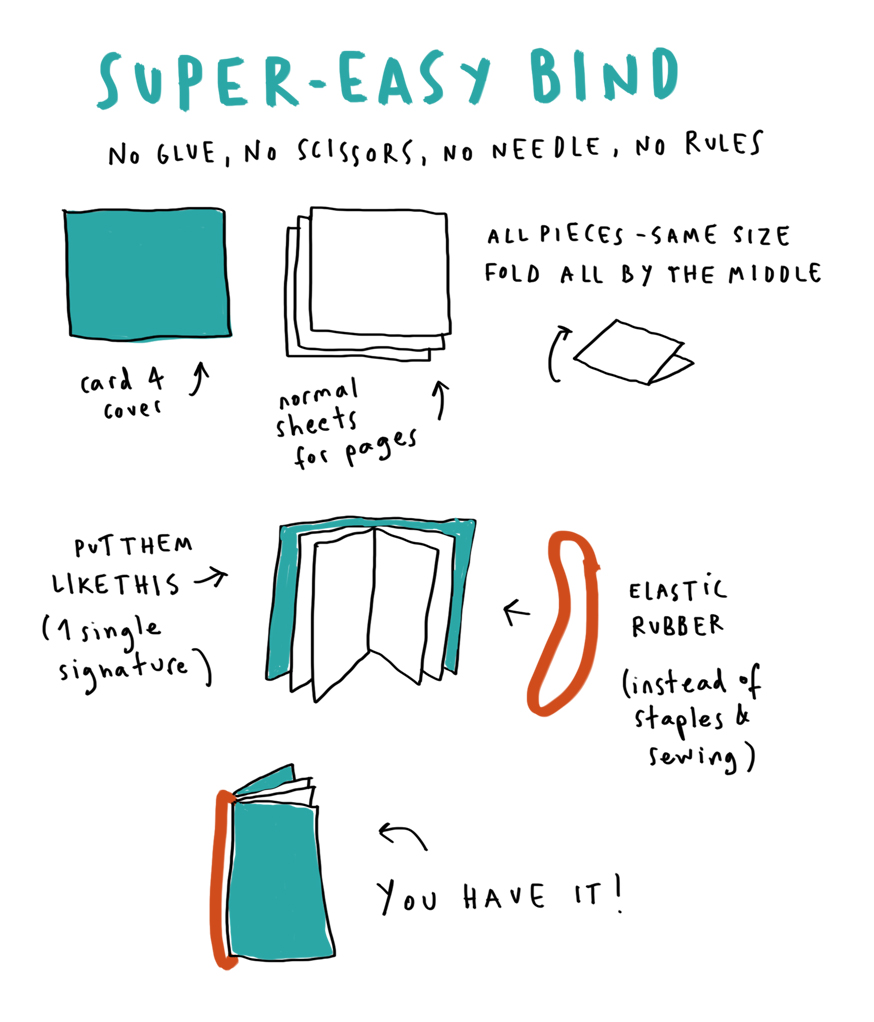 SUPER-EASY BIND
NO GLUE, NO SCISSORS, NO NEEDLE, NO RULES
ALL PIECES - SAME SIZE
FOLD ALL BY THE MIDDLE
card 4
cover
normal
sheets
for pages
PUT THEM
LIKE THIS
(1 single
signature)
ELASTIC
RUBBER
(instead of
staples &
sewing)
YOU HAVE IT!